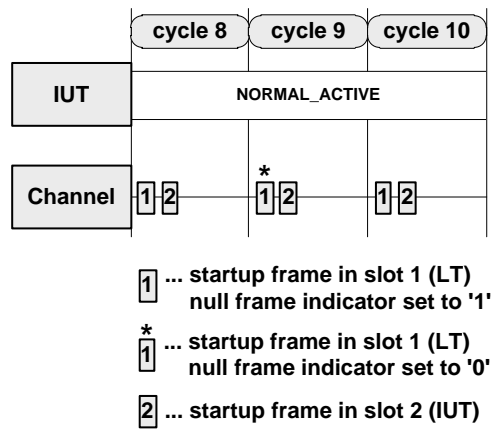 cycle 8 cycle 9 cycle 10
IUT NORMAL_ACTIVE
*
Channel 1 2 1 2 1 2
1 ... startup frame in slot 1 (LT)
null frame indicator set to '1'
*
1 ... startup frame in slot 1 (LT)
null frame indicator set to '0'
2 ... startup frame in slot 2 (IUT)